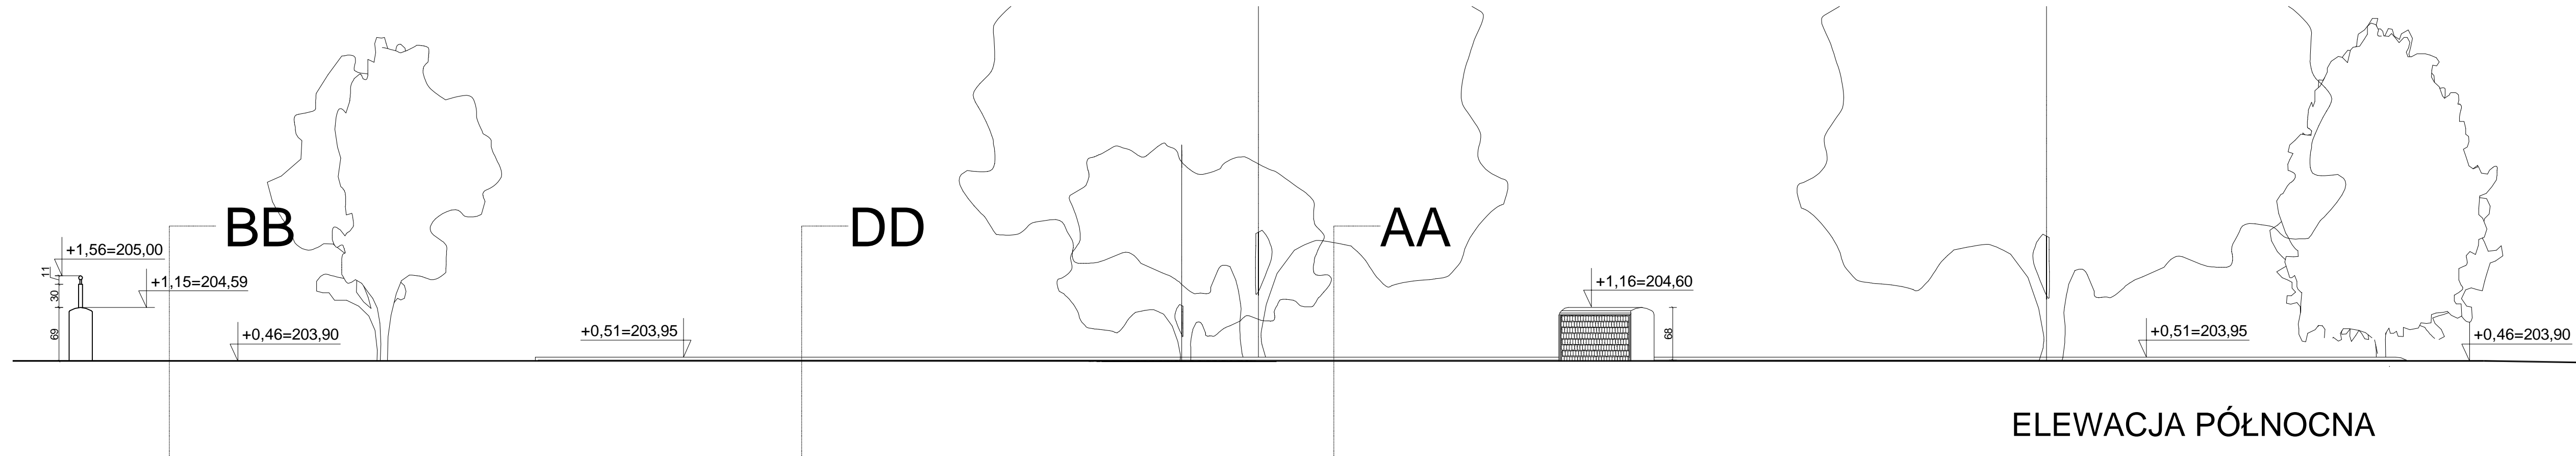 BB
DD
AA
+1,56=205,00
11
+1,15=204,59
30
69
+0,46=203,90
+0,51=203,95
+1,16=204,60
68
+0,51=203,95
+0,46=203,90
ELEWACJA PÓŁNOCNA